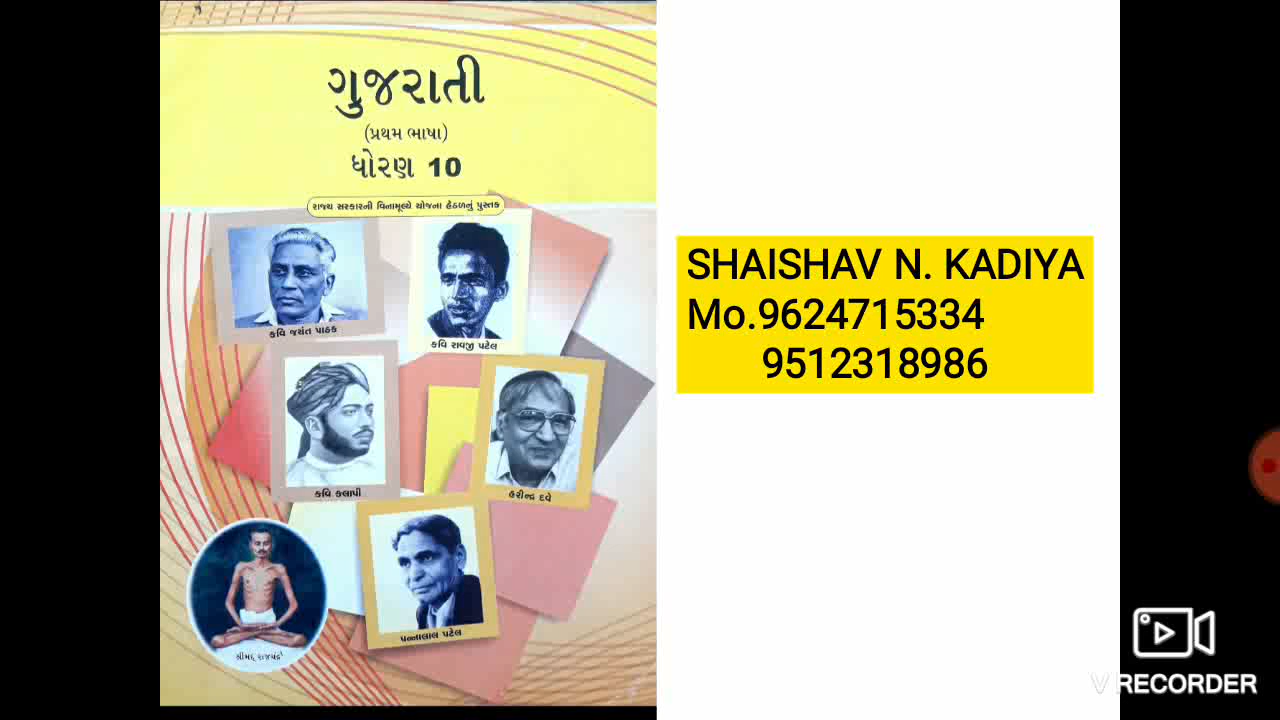 ગુજરાતી
(પ્રથમ ભાષા)
ધોરણ 10
રાજ્ય સરકારની વિનામૂલ્યે યોજના હેઠળનું પુસ્તક
કવિ જયંત પાઠક
કવિ રાવજી પટેલ
કવિ કલાપી
હરીન્દ્ર દવે
પન્નાલાલ પટેલ
શ્રીમદ્ રાજચંદ્ર
SHAISHAV N. KADIYA
Mo.9624715334
9512318986
V RECORDER